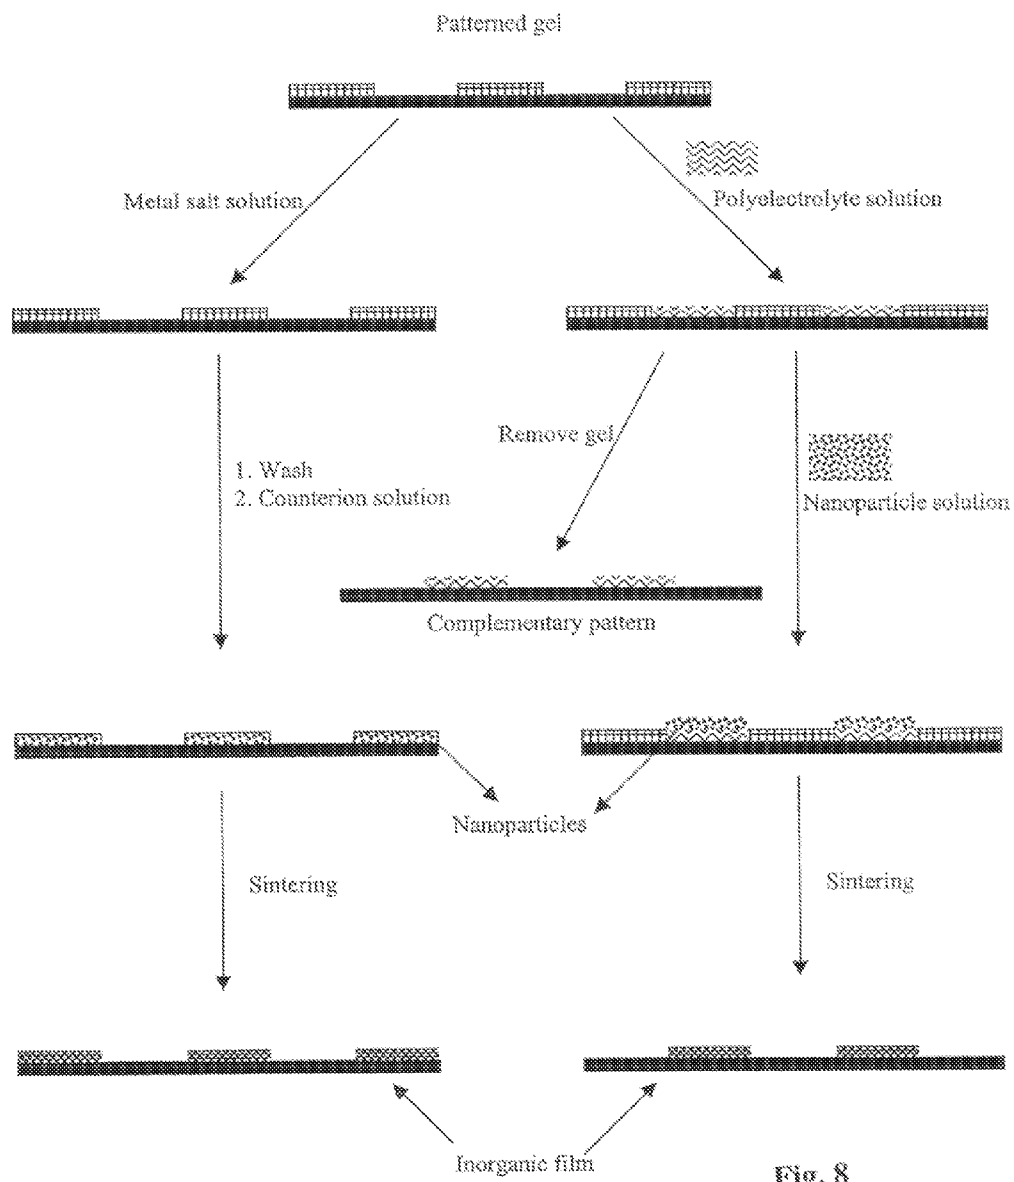 Patterned gel
Metal salt solution
Polyelectrolyte solution
Remove gel
1. Wash
2. Counterion solution
Nanoparticle solution
Complementary pattern
Nanoparticles
Sintering
Sintering
Inorganic film
Fig. 8